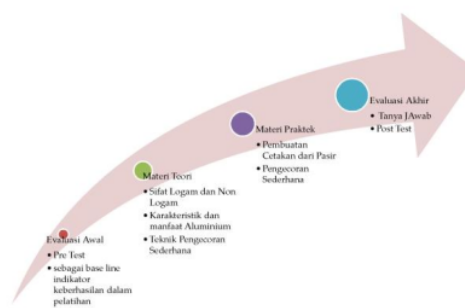 Evaluasi Awal
• Pre Test
• sebagai base line
indikator
keberhasilan dalam
pelatihan
Materi Teori
• Sifat Logam dan Non
Logam
• Karakteristik dan
manfaat Aluminium
• Teknik Pengecoran
Sederhana
Materi Praktek
• Pembuatan
Cetakan dari Pasir
• Pengecoran
Sederhana
Evaluasi Akhir
• Tanya JAwab
• Post Test